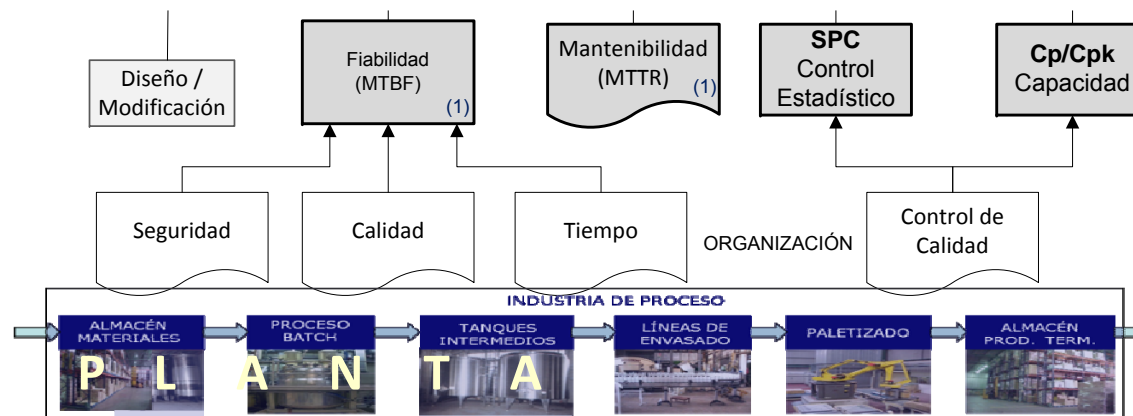 Diseño /
Modificación
Fiabilidad
(MTBF)
(1)
Mantenibilidad
(MTTR)
(1)
SPC
Control
Estadístico
Cp/Cpk
Capacidad
Seguridad
Calidad
Tiempo
ORGANIZACIÓN
Control de
Calidad
INDUSTRIA DE PROCESO
ALMACÉN
MATERIALES
PROCESO
BATCH
TANQUES
INTERMEDIOS
LÍNEAS DE
ENVASADO
PALETIZADO
ALMACÉN
PROD. TERM.
P L A N T A